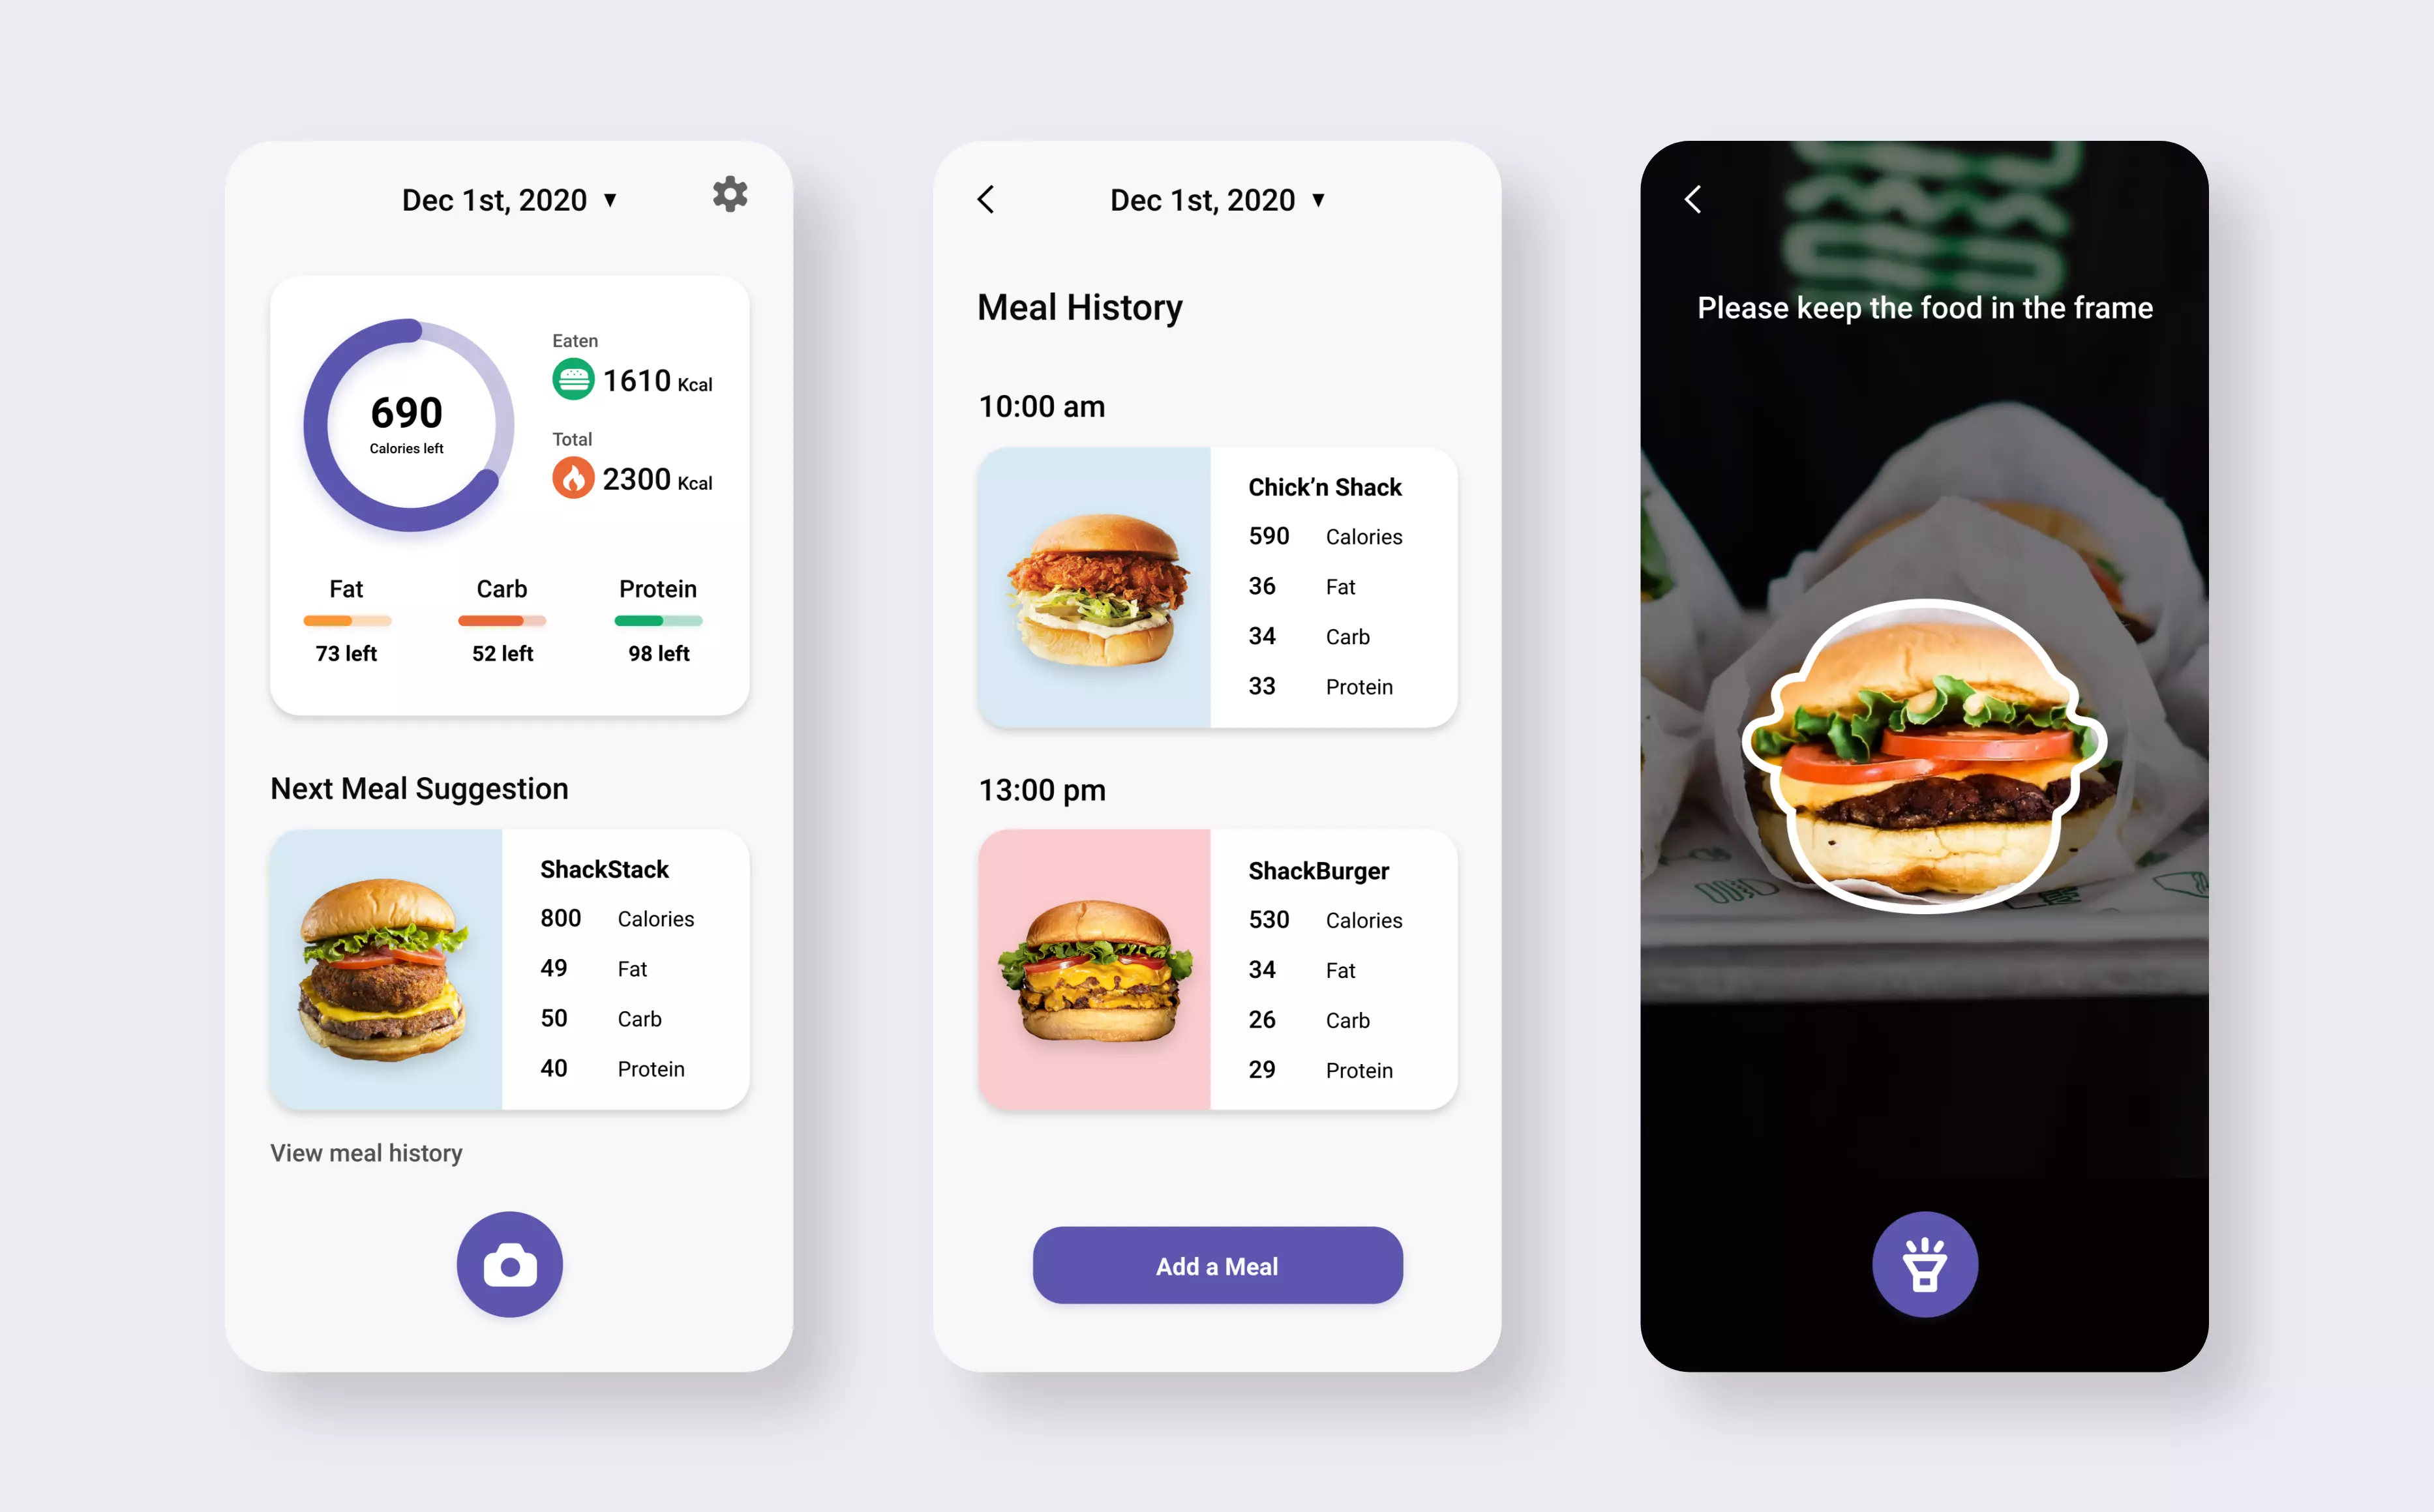 Dec 1st, 2020 ▼
690
Calories left
Eaten
1610 Kcal
Total
2300 Kcal
Fat
Carb
Protein
73 left
52 left
98 left
Next Meal Suggestion
ShackStack
800 Calories
49 Fat
50 Carb
40 Protein
View meal history
Dec 1st, 2020 ▼
Meal History
10:00 am
Chick’n Shack
590 Calories
36 Fat
34 Carb
33 Protein
13:00 pm
ShackBurger
530 Calories
34 Fat
26 Carb
29 Protein
Add a Meal
Please keep the food in the frame